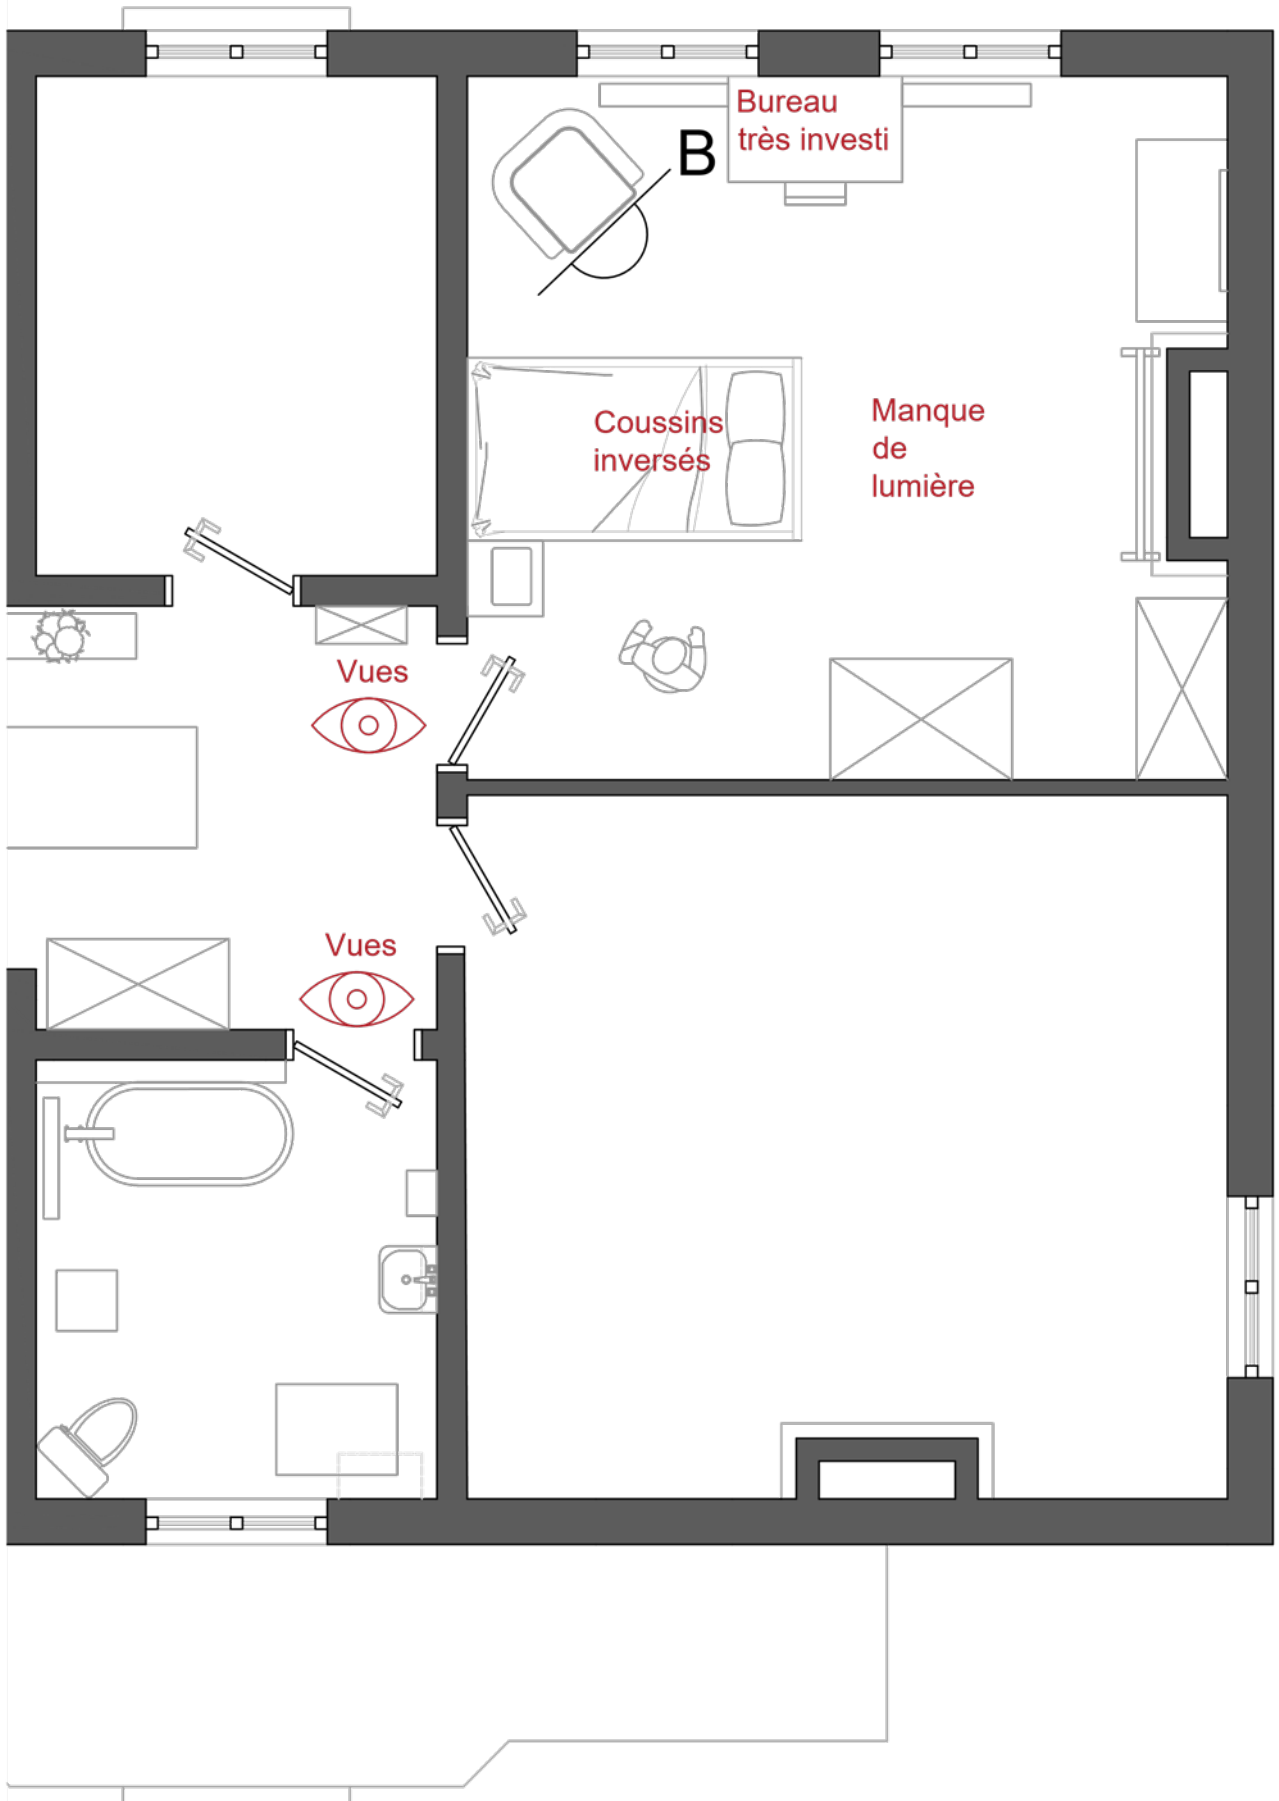 Bureau
très investi
B
Coussins
inversés
Manque
de
lumière
Vues
Vues